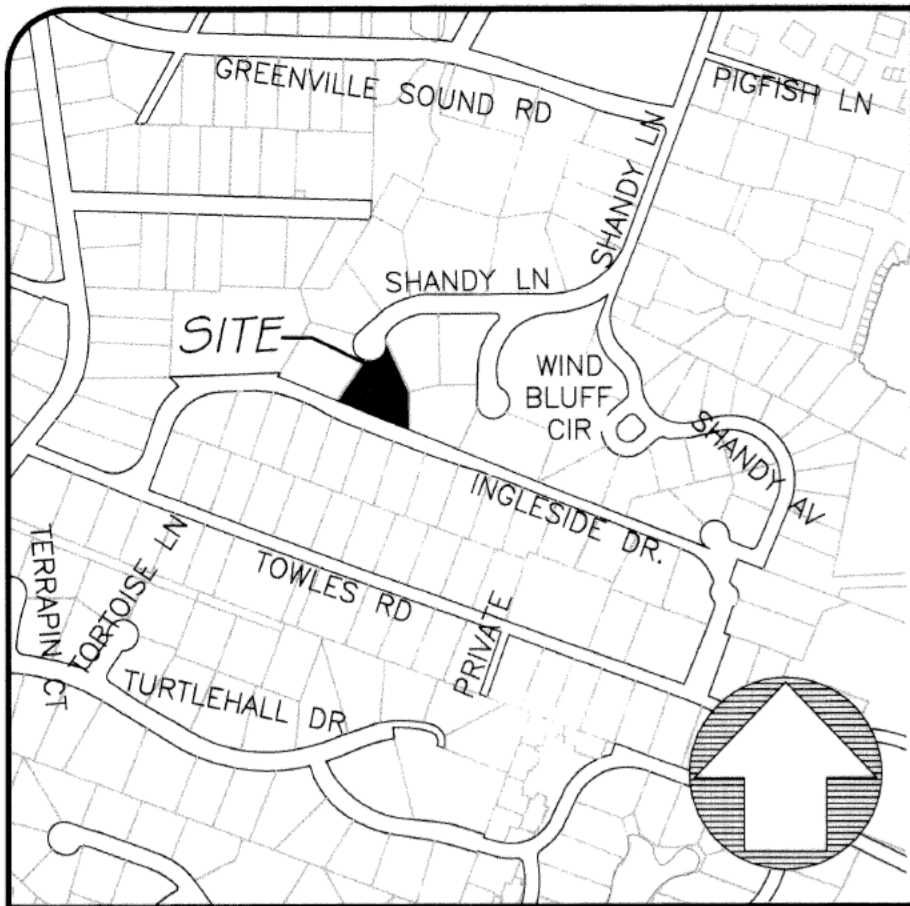 GREENVILLE SOUND RD
PIGFISH LN
SHANDY LN
SHANDY LN
SITE
WIND
BLUFF
CIR
SHANDY AV
INGLESIDE DR.
TERRAPIN CT
TORTOISE LN
TOWLES RD
PRIVATE
TURTLEHALL DR